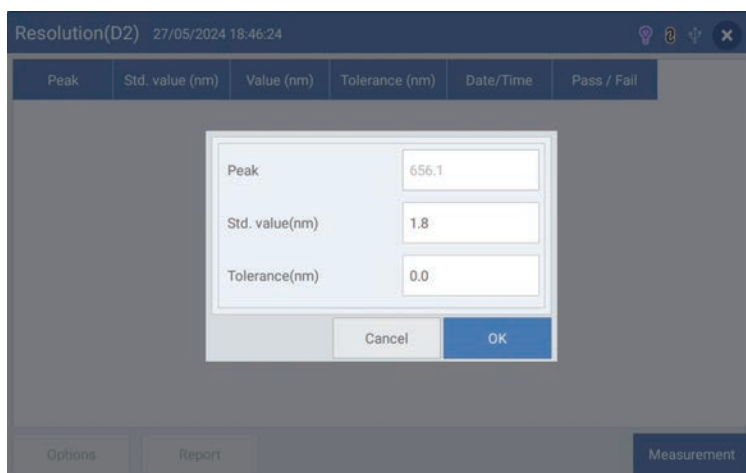 Resolution(D2) 27/05/2024 18:46:24
Peak Std. value (nm) Value (nm) Tolerance (nm) Date/Time Pass / Fail
Peak 656.1
Std. value(nm) 1.8
Tolerance(nm) 0.0
Cancel OK
Options Report Measurement